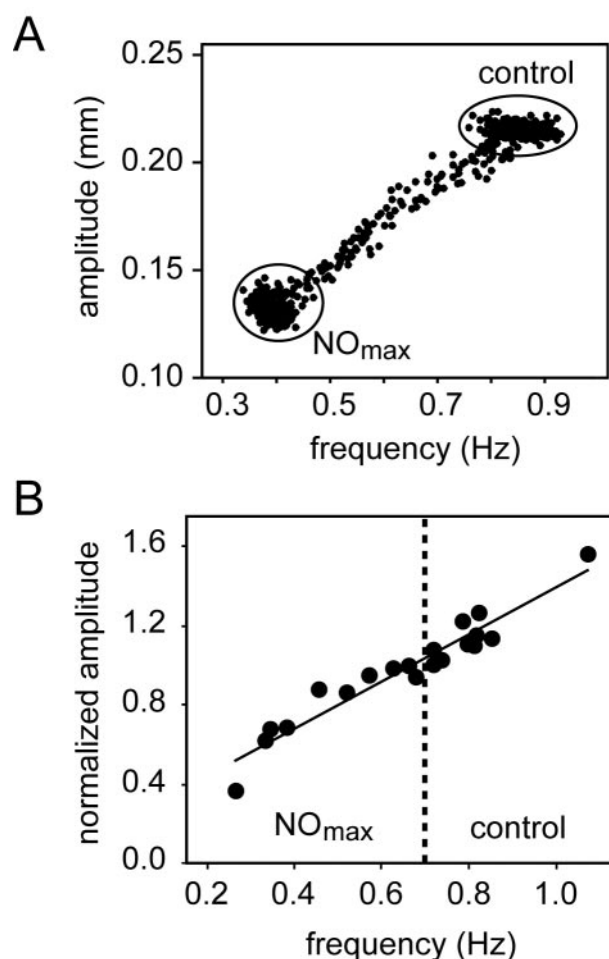 A
amplitude (mm)
0.25
0.20
0.15
0.10
control
NOmax
0.3 0.5 0.7 0.9
frequency (Hz)
B
normalized amplitude
1.6
1.2
0.8
0.4
0.0
NOmax control
0.2 0.4 0.6 0.8 1.0
frequency (Hz)